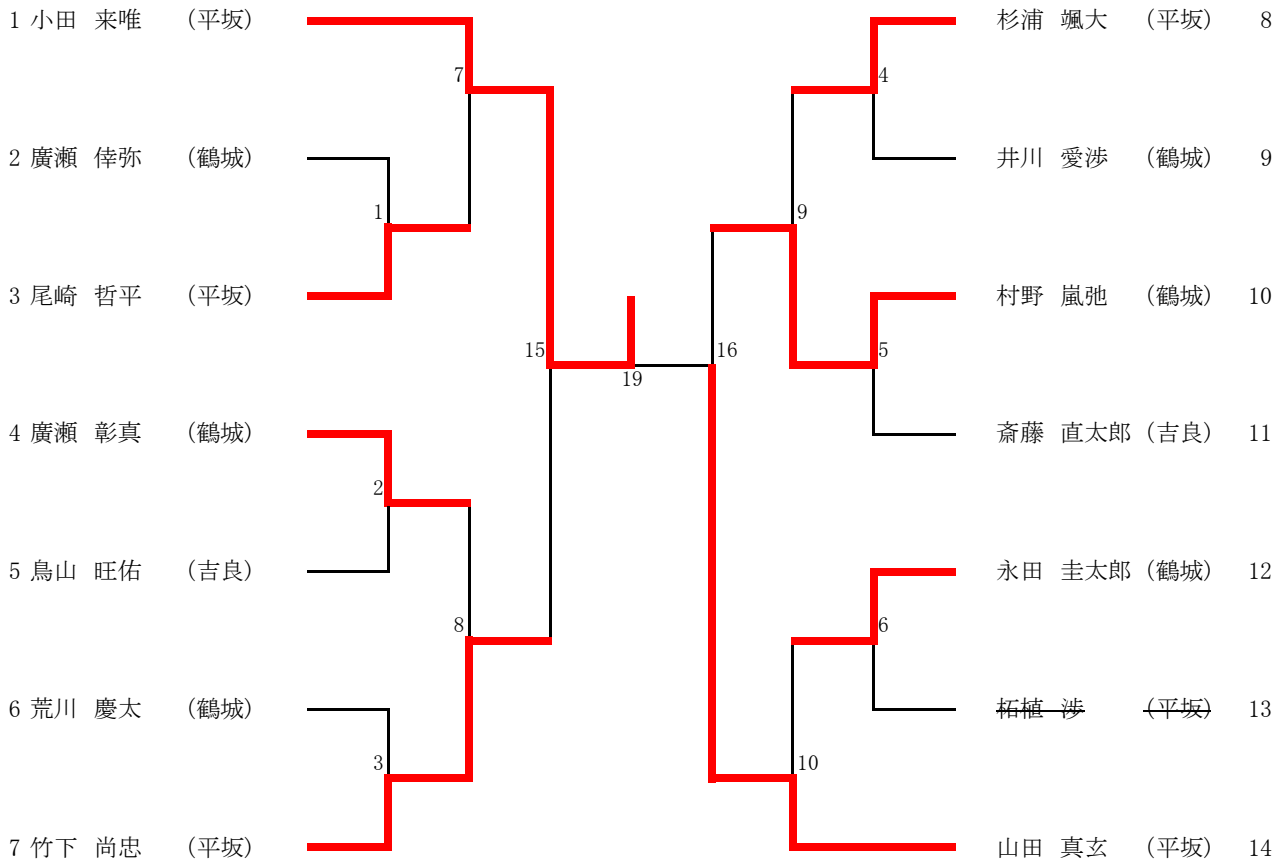 1 小田 来唯 (平坂)
杉浦 颯大 (平坂) 8
7
4
2 廣瀬 倖弥 (鶴城)
井川 愛渉 (鶴城) 9
1
9
3 尾崎 哲平 (平坂)
村野 嵐弛 (鶴城) 10
15
16
5
19
4 廣瀬 彰真 (鶴城)
斎藤 直太郎 (吉良) 11
2
5 鳥山 旺佑 (吉良)
永田 圭太郎 (鶴城) 12
8
6
6 荒川 慶太 (鶴城)
柘植 渉 (平坂) 13
3
10
7 竹下 尚忠 (平坂)
山田 真玄 (平坂) 14